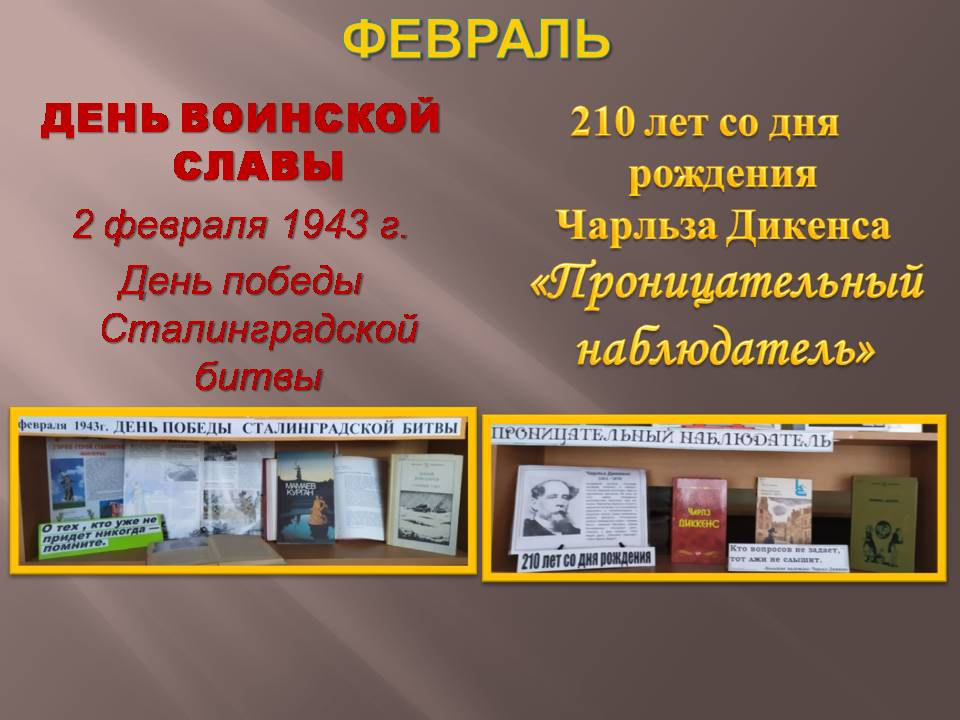 ФЕВРАЛЬ
ДЕНЬ ВОИНСКОЙ
СЛАВЫ
2 февраля 1943 г.
День победы
Сталинградской
битвы
210 лет со дня
рождения
Чарльза Дикенса
«Проницательный
наблюдатель»
февраля 1943г. ДЕНЬ ПОБЕДЫ СТАЛИНГРАДСКОЙ БИТВЫ
МАМАЕВ
КУРГАН
О тех , кто уже не
придет никогда —
помните.
ПРОНИЦАТЕЛЬНЫЙ НАБЛЮДАТЕЛЬ
Чарльз Диккенс
210 ЛЕТ СО ДНЯ РОЖДЕНИЯ
ЧАРЛЗ
ДИККЕНС
Кто вопросов не задает,
тот лжи не слышит.